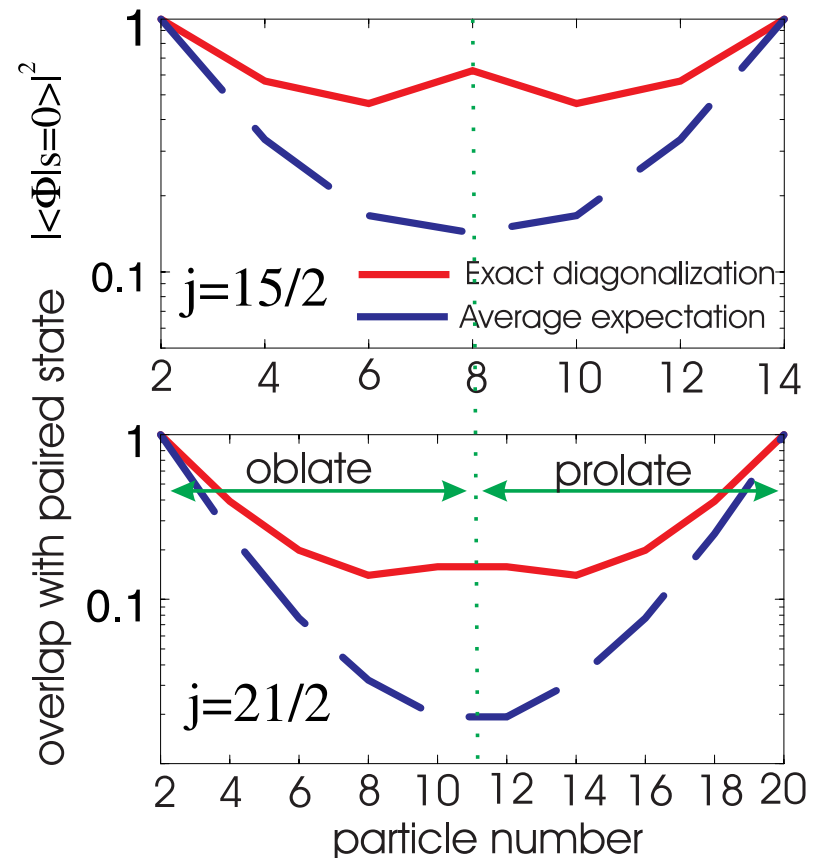 |<Φ|s=0>|²
overlap with paired state
1
0.1
j=15/2
Exact diagonalization
Average expectation
2 4 6 8 10 12 14
1
oblate prolate
0.1
j=21/2
2 4 6 8 10 12 14 16 18 20
particle number